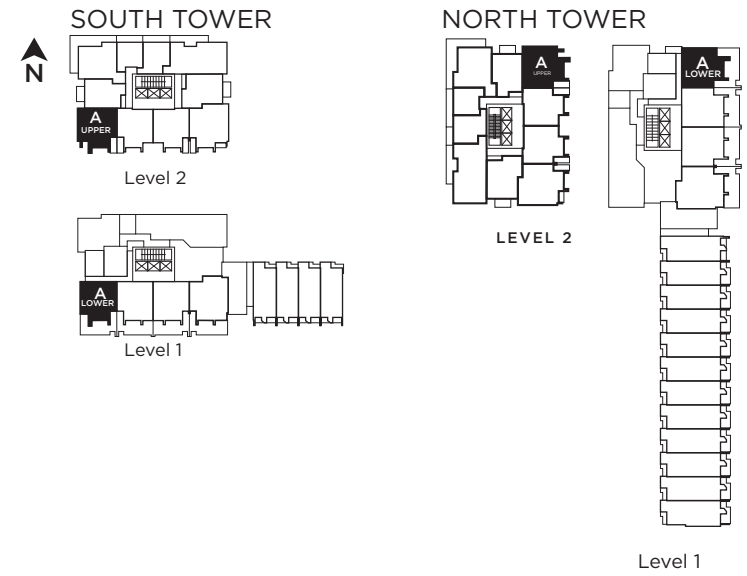 SOUTH TOWER
N
A
UPPER
Level 2
A
LOWER
Level 1
NORTH TOWER
A
UPPER
LEVEL 2
A
LOWER
Level 1